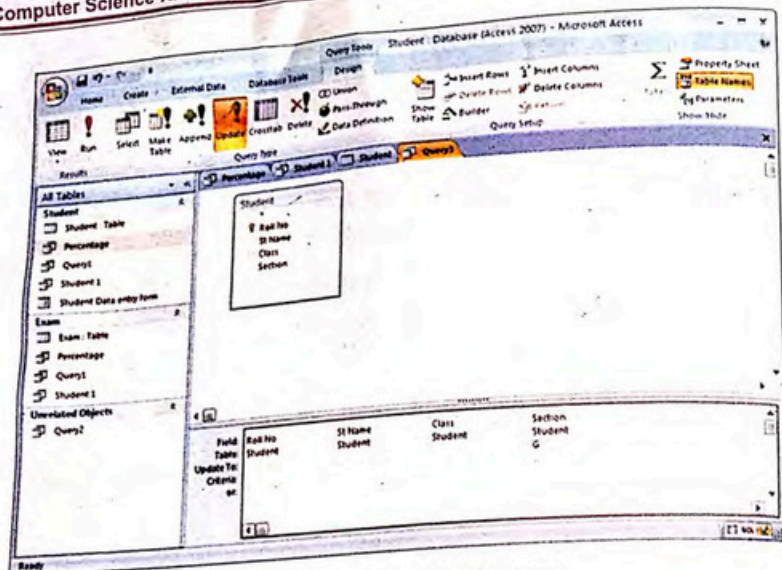 Computer Science
Query Tools Student : Database (Access 2007) - Microsoft Access
Home Create External Data Database Tools Design
View Run Select Make Table Append Update Crosstab Delete
Union
Pass-Through
Data Definition
Show Table
Insert Rows
Delete Rows
Builder
Insert Columns
Delete Columns
Return
Property Sheet
Table Names
Parameters
Results Query Type Query Setup Show/Hide
All Tables
Percentage Student 1 Student Query3
Student
Student : Table
Percentage
Query1
Student 1
Student Data entry form
Exam
Exam : Table
Percentage
Query1
Student 1
Unrelated Objects
Query2
Student
*
Roll No
St Name
Class
Section
Field: Roll No St Name Class Section
Table: Student Student Student Student
Update To: G
Criteria:
or:
Ready